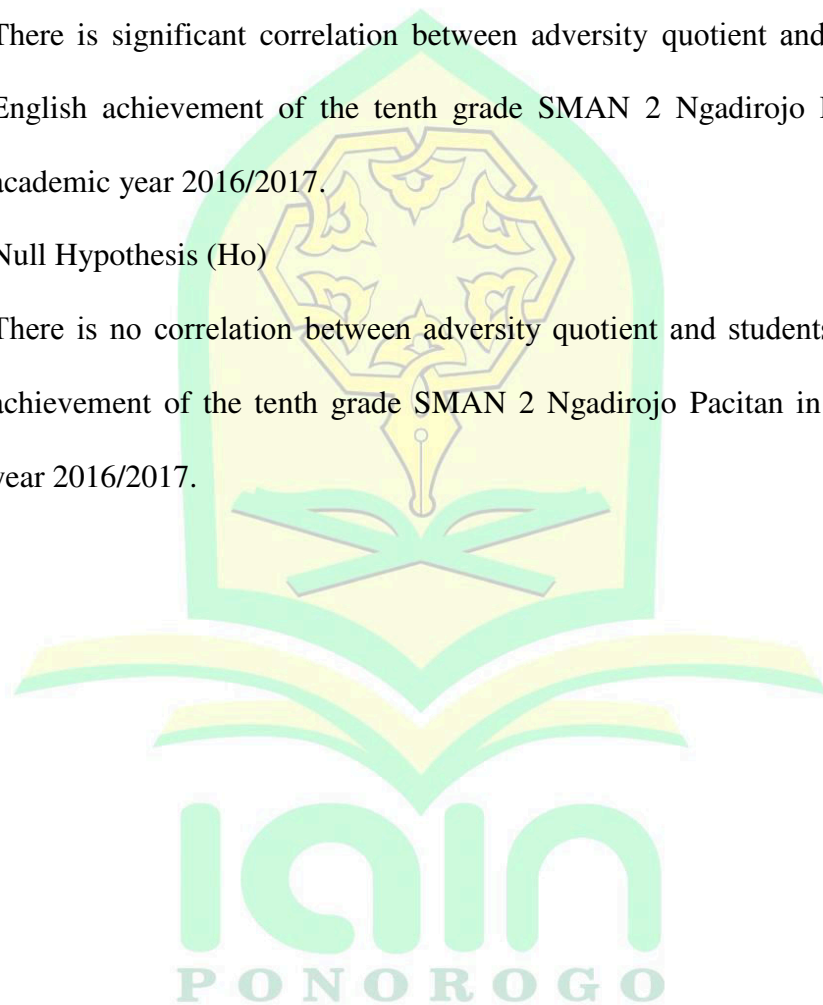 There is significant correlation between adversity quotient and
English achievement of the tenth grade SMAN 2 Ngadirojo
academic year 2016/2017.
Null Hypothesis (Ho)
There is no correlation between adversity quotient and students
achievement of the tenth grade SMAN 2 Ngadirojo Pacitan in
year 2016/2017.
iain
PONOROGO